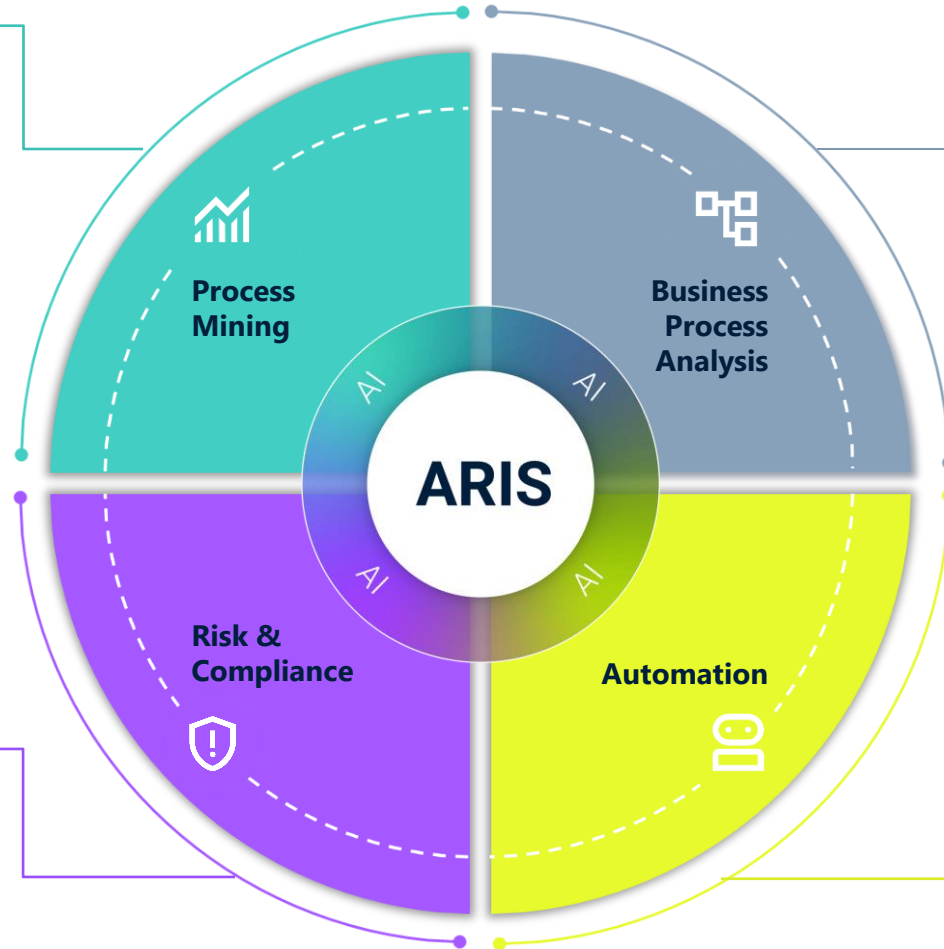 Process
Mining
Business
Process
Analysis
AI
AI
ARIS
AI
AI
Risk &
Compliance
Automation